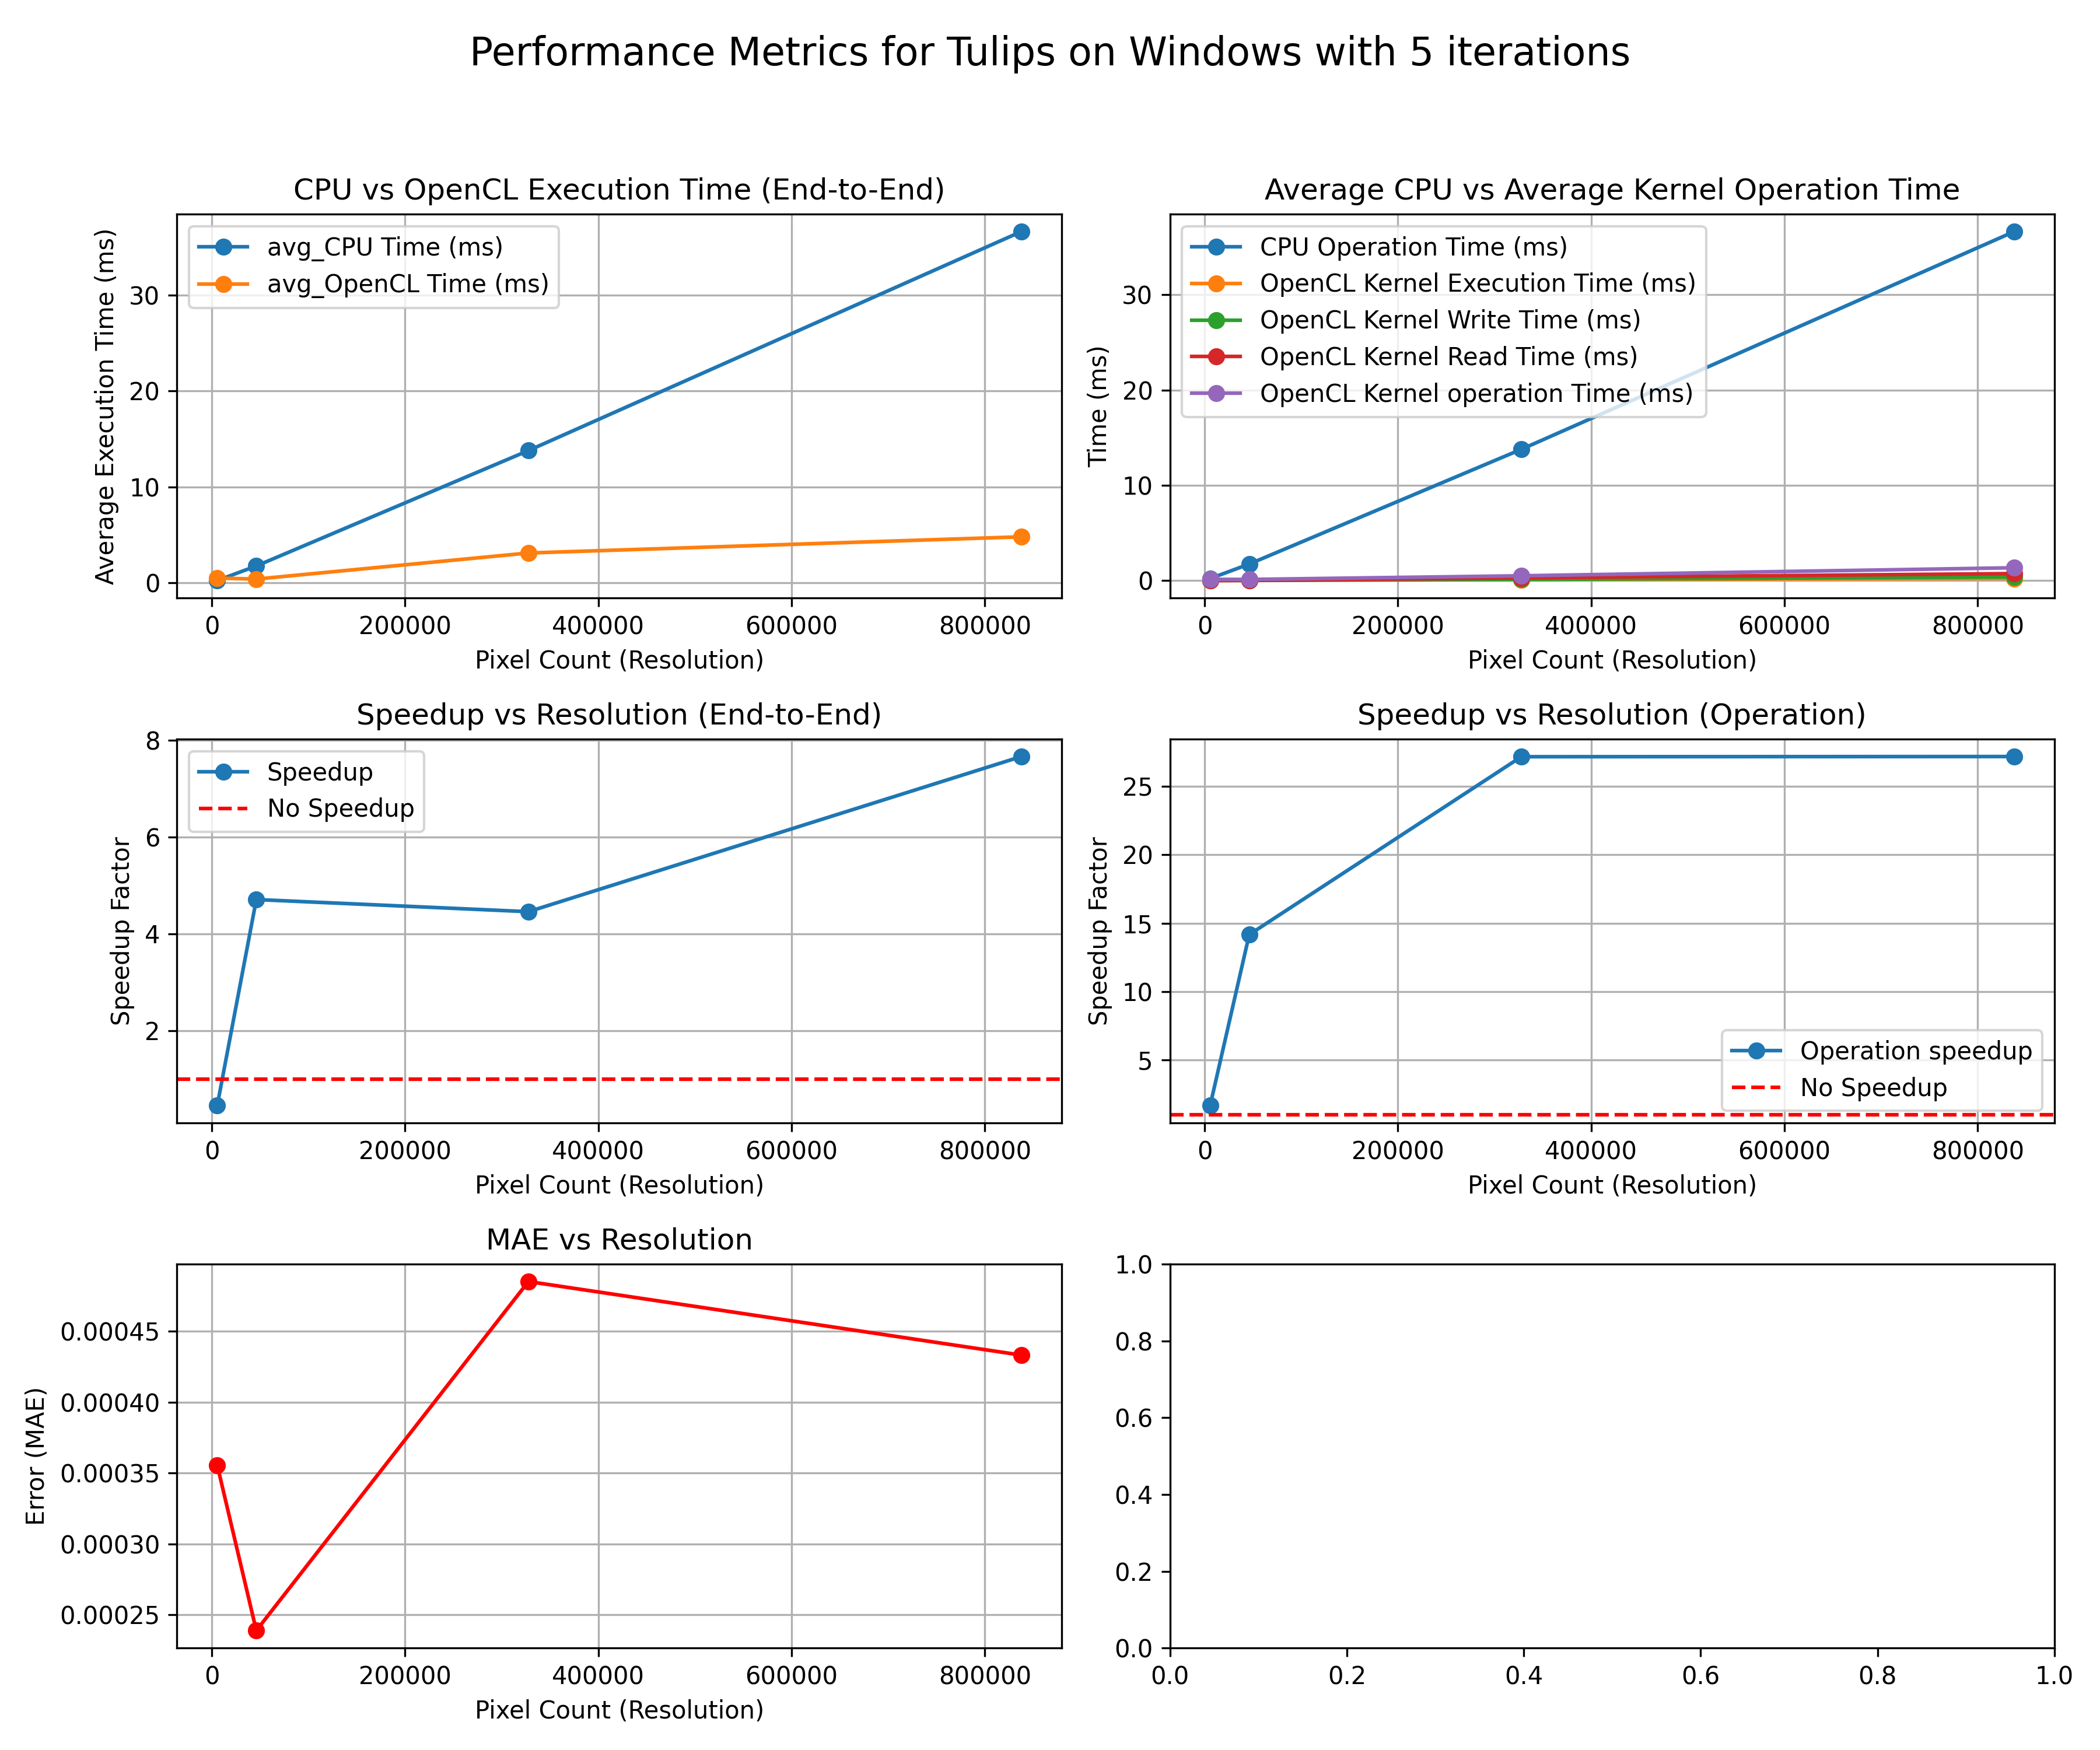 Performance Metrics for Tulips on Windows with 5 iterations
CPU vs OpenCL Execution Time (End-to-End)
avg_CPU Time (ms)
avg_OpenCL Time (ms)
Average Execution Time (ms)
30
20
10
0
0 200000 400000 600000 800000
Pixel Count (Resolution)
Average CPU vs Average Kernel Operation Time
CPU Operation Time (ms)
OpenCL Kernel Execution Time (ms)
OpenCL Kernel Write Time (ms)
OpenCL Kernel Read Time (ms)
OpenCL Kernel operation Time (ms)
Time (ms)
30
20
10
0
0 200000 400000 600000 800000
Pixel Count (Resolution)
Speedup vs Resolution (End-to-End)
Speedup
No Speedup
Speedup Factor
8
6
4
2
0 200000 400000 600000 800000
Pixel Count (Resolution)
Speedup vs Resolution (Operation)
Operation speedup
No Speedup
Speedup Factor
25
20
15
10
5
0 200000 400000 600000 800000
Pixel Count (Resolution)
MAE vs Resolution
Error (MAE)
0.00045
0.00040
0.00035
0.00030
0.00025
0 200000 400000 600000 800000
Pixel Count (Resolution)
1.0
0.8
0.6
0.4
0.2
0.0
0.0 0.2 0.4 0.6 0.8 1.0